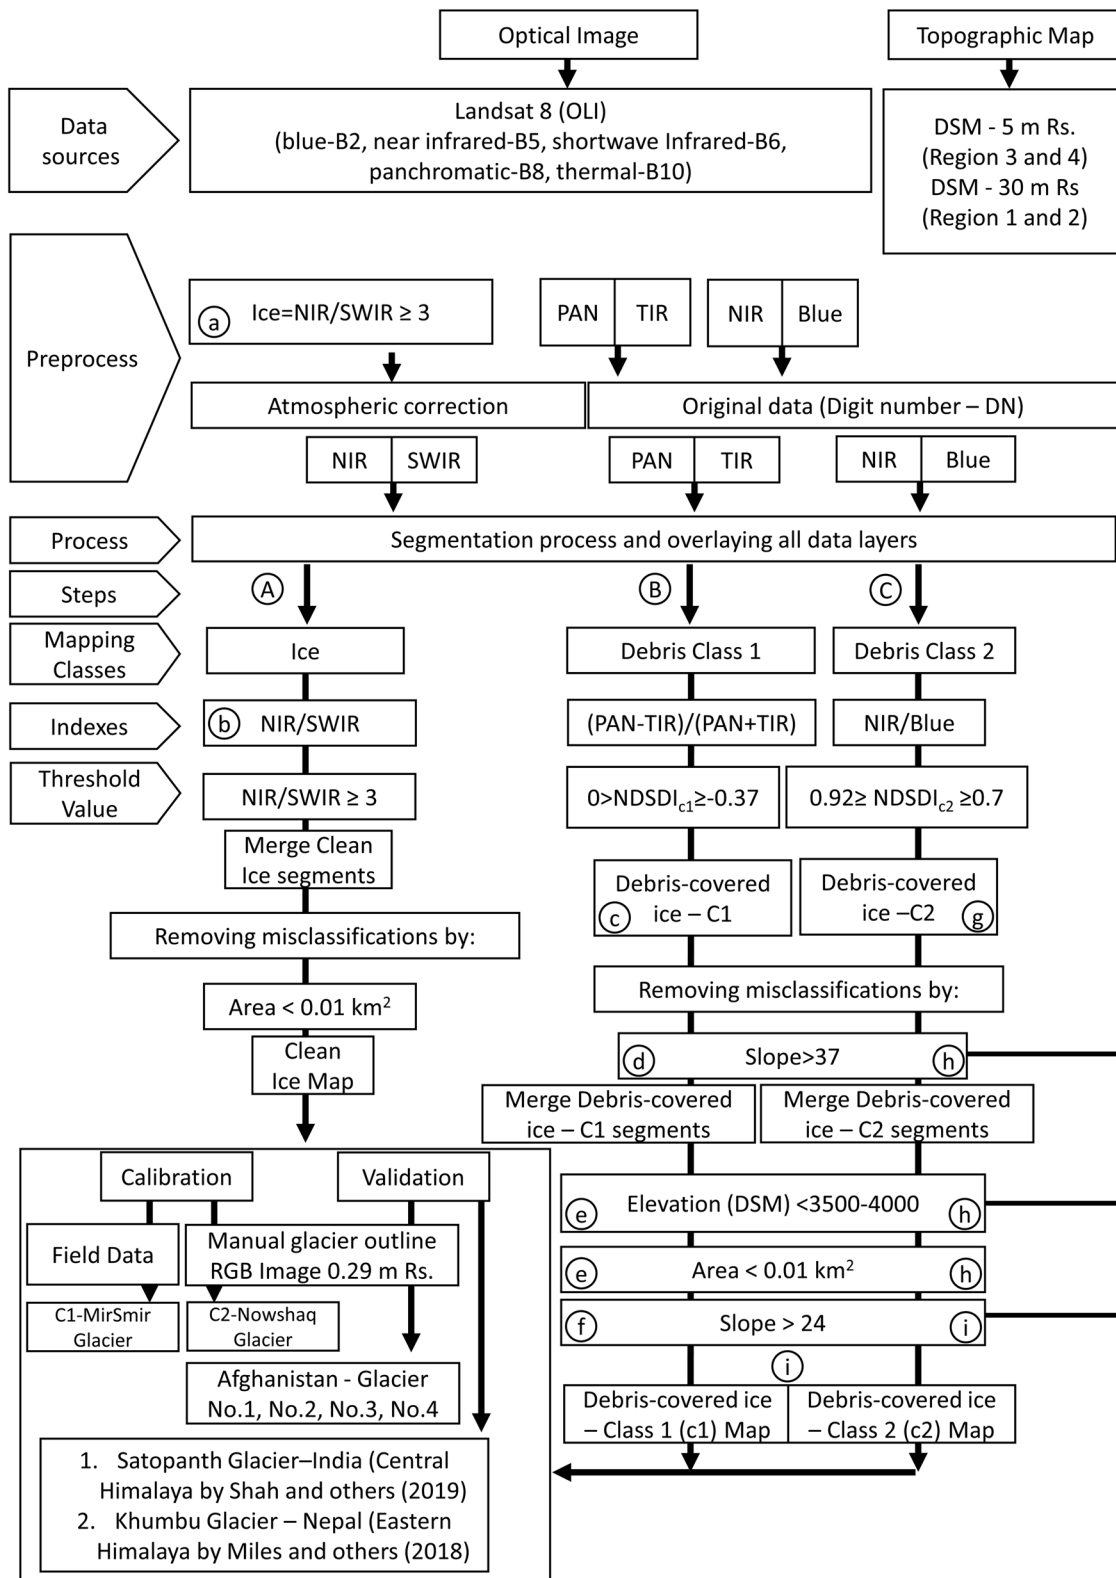 Optical Image
Topographic Map
Data
sources
Landsat 8 (OLI)
(blue-B2, near infrared-B5, shortwave Infrared-B6,
panchromatic-B8, thermal-B10)
DSM - 5 m Rs.
(Region 3 and 4)
DSM - 30 m Rs
(Region 1 and 2)
Preprocess
a
Ice=NIR/SWIR ≥ 3
PAN
TIR
NIR
Blue
Atmospheric correction
Original data (Digit number – DN)
NIR
SWIR
PAN
TIR
NIR
Blue
Process
Segmentation process and overlaying all data layers
Steps
A
B
C
Mapping
Classes
Ice
Debris Class 1
Debris Class 2
Indexes
b
NIR/SWIR
(PAN-TIR)/(PAN+TIR)
NIR/Blue
Threshold
Value
NIR/SWIR ≥ 3
0>NDSDIc1≥-0.37
0.92≥ NDSDIc2 ≥0.7
Merge Clean
Ice segments
Debris-covered
ice – C1
c
Debris-covered
ice –C2
g
Removing misclassifications by:
Removing misclassifications by:
Area < 0.01 km²
Clean
Ice Map
d
Slope>37
h
Merge Debris-covered
ice – C1 segments
Merge Debris-covered
ice – C2 segments
Calibration
Validation
e
Elevation (DSM) <3500-4000
h
Field Data
Manual glacier outline
RGB Image 0.29 m Rs.
e
Area < 0.01 km²
h
C1-MirSmir
Glacier
C2-Nowshaq
Glacier
f
Slope > 24
i
i
Afghanistan - Glacier
No.1, No.2, No.3, No.4
Debris-covered ice
– Class 1 (c1) Map
Debris-covered ice
– Class 2 (c2) Map
1. Satopanth Glacier–India (Central
Himalaya by Shah and others (2019)
2. Khumbu Glacier – Nepal (Eastern
Himalaya by Miles and others (2018)